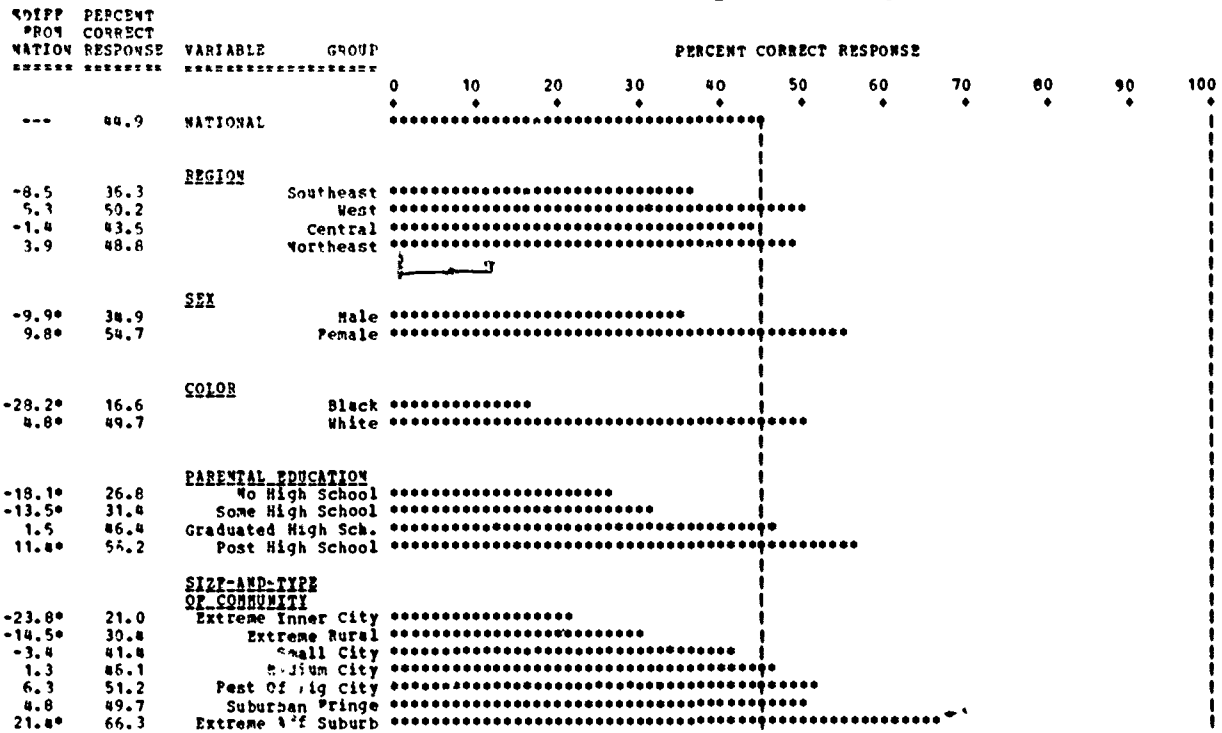 %DIFF PERCENT
FROM CORRECT
NATION RESPONSE VARIABLE GROUP PERCENT CORRECT RESPONSE
0 10 20 30 40 50 60 70 80 90 100
--- 44.9 NATIONAL
REGION
-8.5 36.3 Southeast
5.3 50.2 West
-1.4 43.5 Central
3.9 48.8 Northeast
SEX
-9.9* 34.9 Male
9.8* 54.7 Female
COLOR
-28.2* 16.6 Black
4.8* 49.7 White
PARENTAL EDUCATION
-18.1* 26.8 No High School
-13.5* 31.4 Some High School
1.5 46.4 Graduated High Sch.
11.4* Post High School
SIZE-AND-TYPE
OF COMMUNITY
-23.8* 21.0 Extreme Inner City
-14.5* 30.4 Extreme Rural
-3.4 41.4 Small City
1.3 46.1 Medium City
6.3 51.2 Rest Of Big City
4.8 49.7 Suburban Fringe
21.4* 66.3 Extreme Aff Suburb